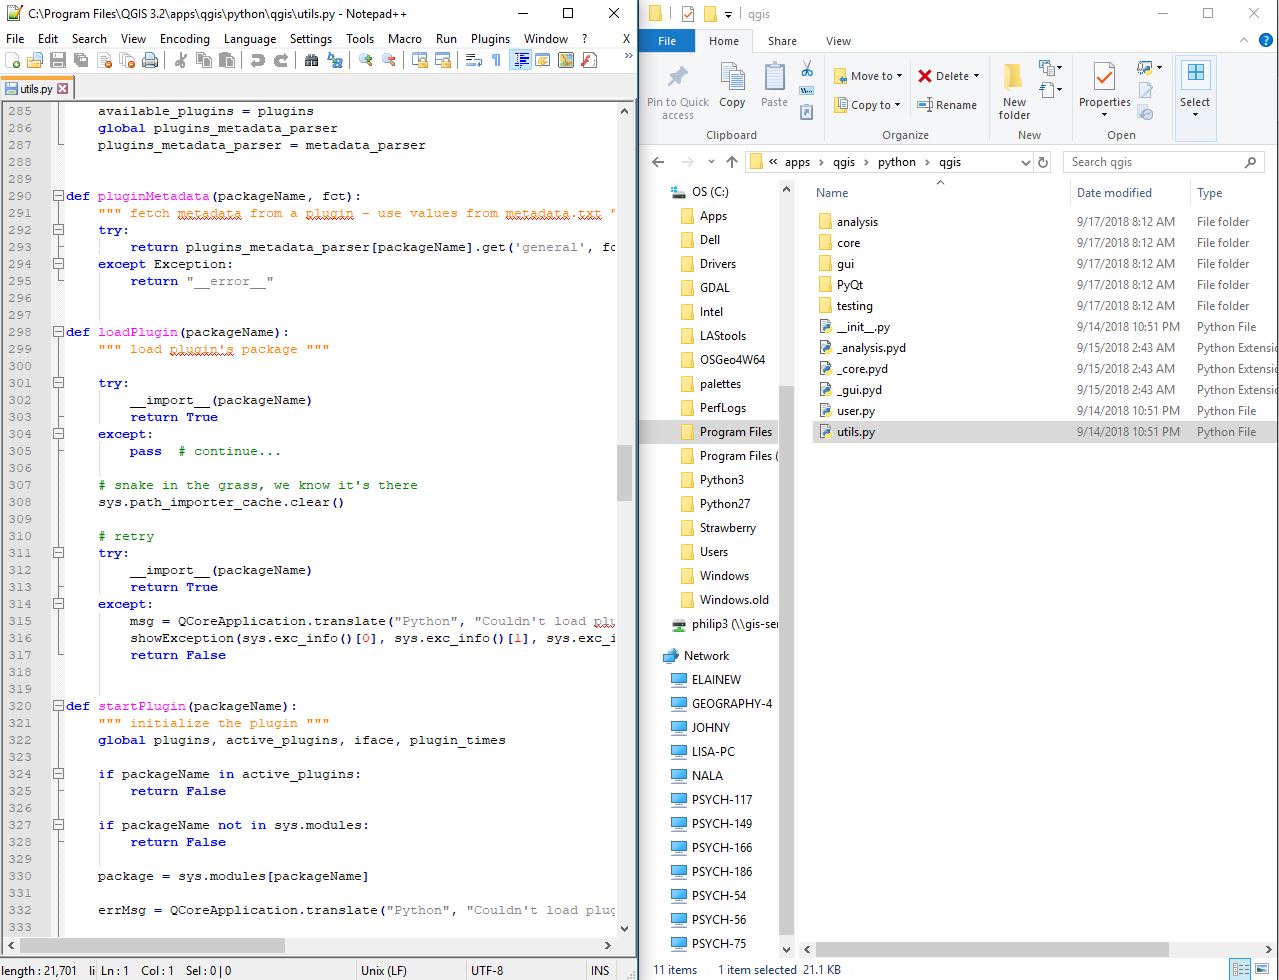 C:\Program Files\QGIS 3.2\apps\qgis\python\qgis\utils.py - Notepad++
File Edit Search View Encoding Language Settings Tools Macro Run Plugins Window ? X
utils.py
285 available_plugins = plugins
286 global plugins_metadata_parser
287 plugins_metadata_parser = metadata_parser
288
289
290 def pluginMetadata(packageName, fct):
291 """ fetch metadata from a plugin - use values from metadata.txt "
292 try:
293 return plugins_metadata_parser[packageName].get('general', fc
294 except Exception:
295 return "__error__"
296
297
298 def loadPlugin(packageName):
299 """ load plugin's package """
300
301 try:
302 __import__(packageName)
303 return True
304 except:
305 pass # continue...
306
307 # snake in the grass, we know it's there
308 sys.path_importer_cache.clear()
309
310 # retry
311 try:
312 __import__(packageName)
313 return True
314 except:
315 msg = QCoreApplication.translate("Python", "Couldn't load plu
316 showException(sys.exc_info()[0], sys.exc_info()[1], sys.exc_i
317 return False
318
319
320 def startPlugin(packageName):
321 """ initialize the plugin """
322 global plugins, active_plugins, iface, plugin_times
323
324 if packageName in active_plugins:
325 return False
326
327 if packageName not in sys.modules:
328 return False
329
330 package = sys.modules[packageName]
331
332 errMsg = QCoreApplication.translate("Python", "Couldn't load plug
333
length : 21,701 li Ln : 1 Col : 1 Sel : 0 | 0 Unix (LF) UTF-8 INS
qgis
File Home Share View
Pin to Quick access
Copy
Paste
Move to
Copy to
Delete
Rename
New folder
Properties
Select
Clipboard Organize New Open
« apps › qgis › python › qgis
Search qgis
OS (C:)
Apps
Dell
Drivers
GDAL
Intel
LAStools
OSGeo4W64
palettes
PerfLogs
Program Files
Program Files (
Python3
Python27
Strawberry
Users
Windows
Windows.old
philip3 (\\gis-ser
Network
ELAINEW
GEOGRAPHY-4
JOHNY
LISA-PC
NALA
PSYCH-117
PSYCH-149
PSYCH-166
PSYCH-186
PSYCH-54
PSYCH-56
PSYCH-75
Name Date modified Type
analysis 9/17/2018 8:12 AM File folder
core 9/17/2018 8:12 AM File folder
gui 9/17/2018 8:12 AM File folder
PyQt 9/17/2018 8:12 AM File folder
testing 9/17/2018 8:12 AM File folder
__init__.py 9/14/2018 10:51 PM Python File
_analysis.pyd 9/15/2018 2:43 AM Python Extensio
_core.pyd 9/15/2018 2:43 AM Python Extensio
_gui.pyd 9/15/2018 2:43 AM Python Extensio
user.py 9/14/2018 10:51 PM Python File
utils.py 9/14/2018 10:51 PM Python File
11 items 1 item selected 21.1 KB